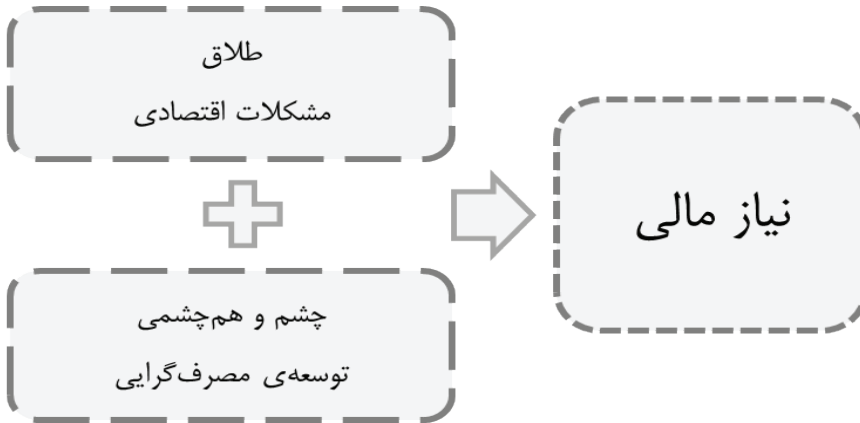 طلاق
مشکلات اقتصادی
چشم و هم‌چشمی
توسعه‌ی مصرف‌گرایی
نیاز مالی